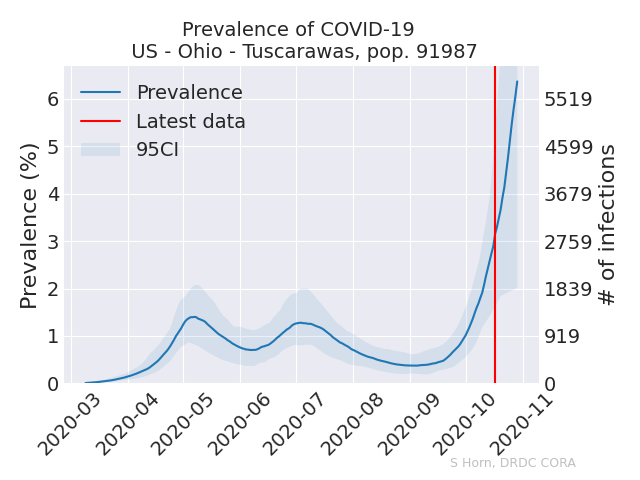 Prevalence of COVID-19
US - Ohio - Tuscarawas, pop. 91987
Prevalence
Latest data
95CI
Prevalence (%)
6
5
4
3
2
1
0
5519
4599
3679
2759
1839
919
0
# of infections
2020-03
2020-04
2020-05
2020-06
2020-07
2020-08
2020-09
2020-10
2020-11
S Horn, DRDC CORA